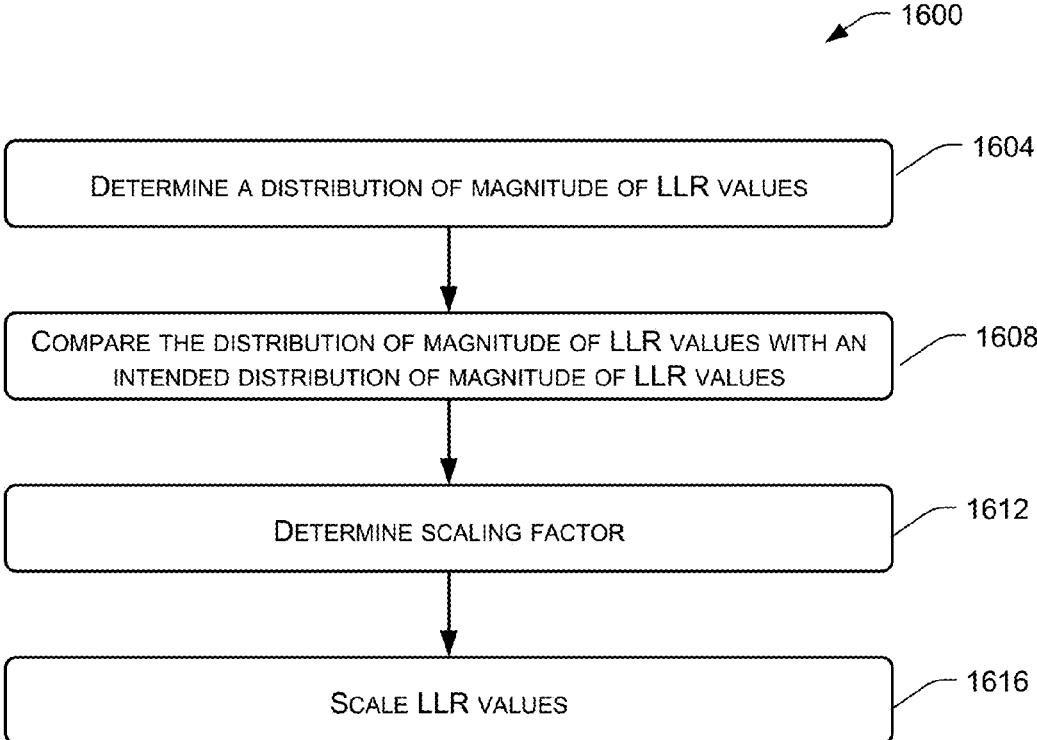 1600
1604
DETERMINE A DISTRIBUTION OF MAGNITUDE OF LLR VALUES
1608
COMPARE THE DISTRIBUTION OF MAGNITUDE OF LLR VALUES WITH AN
INTENDED DISTRIBUTION OF MAGNITUDE OF LLR VALUES
1612
DETERMINE SCALING FACTOR
1616
SCALE LLR VALUES